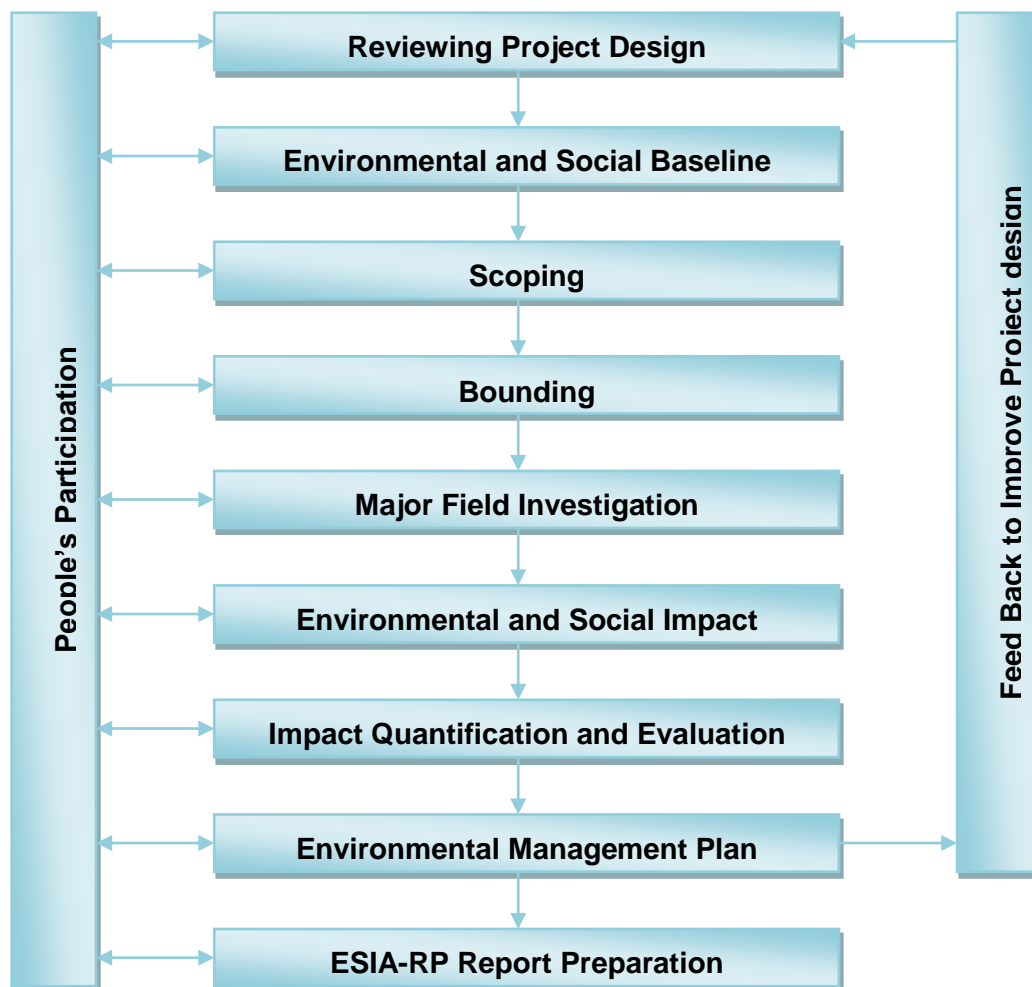 Reviewing Project Design
Environmental and Social Baseline
Scoping
Bounding
Major Field Investigation
Environmental and Social Impact
Impact Quantification and Evaluation
Environmental Management Plan
ESIA-RP Report Preparation
People's Participation
Feed Back to Improve Project design